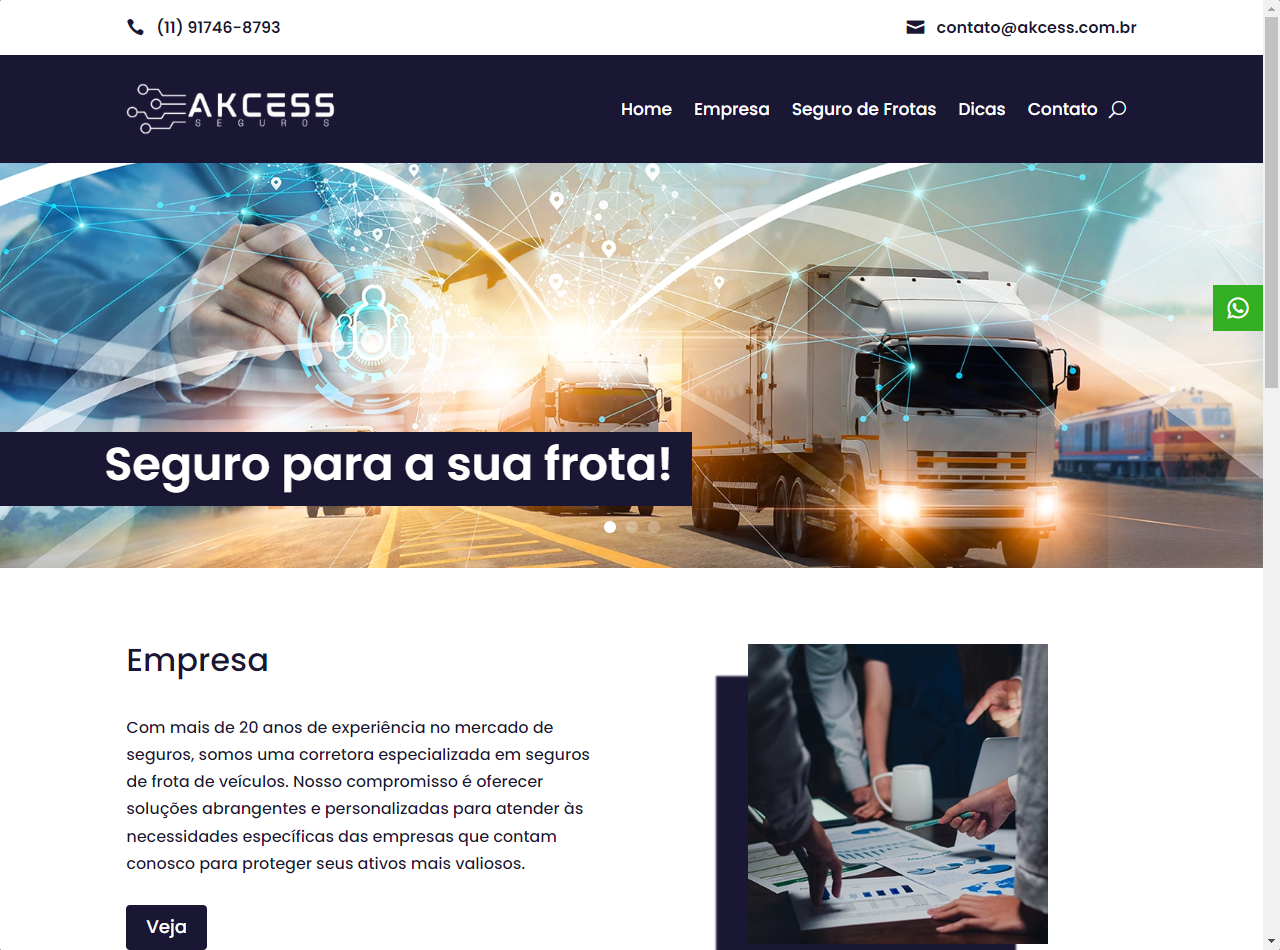 (11) 91746-8793
contato@akcess.com.br
AKCESS
SEGUROS
Home
Empresa
Seguro de Frotas
Dicas
Contato
Seguro para a sua frota!
Empresa
Com mais de 20 anos de experiência no mercado de
seguros, somos uma corretora especializada em seguros
de frota de veículos. Nosso compromisso é oferecer
soluções abrangentes e personalizadas para atender às
necessidades específicas das empresas que contam
conosco para proteger seus ativos mais valiosos.
Veja